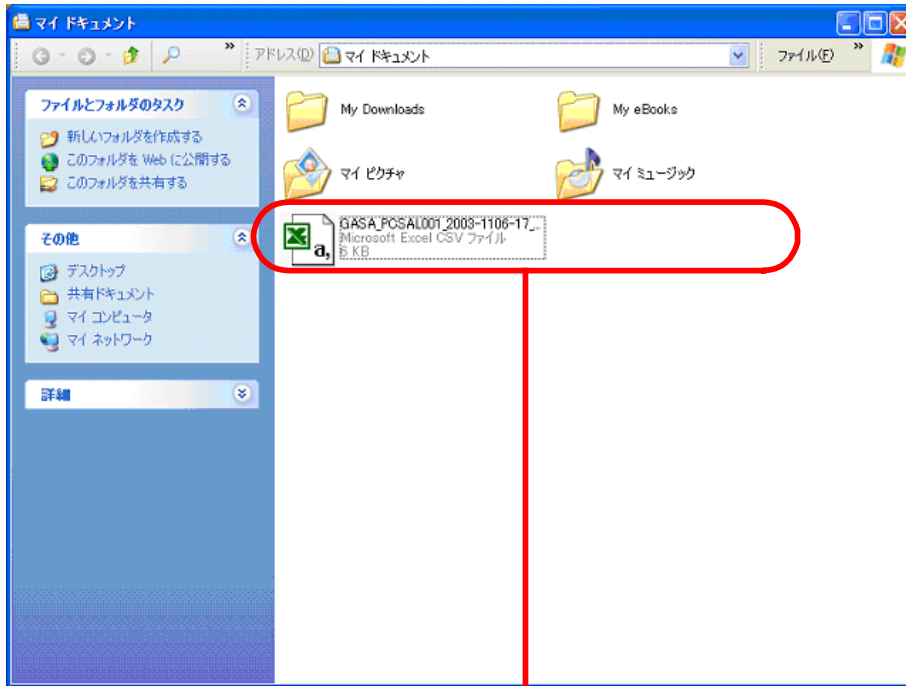 マイ ドキュメント
» アドレス(D) マイ ドキュメント ファイル(F) »
ファイルとフォルダのタスク
新しいフォルダを作成する
このフォルダを Web に公開する
このフォルダを共有する
その他
デスクトップ
共有ドキュメント
マイ コンピュータ
マイ ネットワーク
詳細
My Downloads
My eBooks
マイ ピクチャ
マイ ミュージック
GASA_POSAL001_2003-1106-17_...
Microsoft Excel CSV ファイル
6 KB
a,